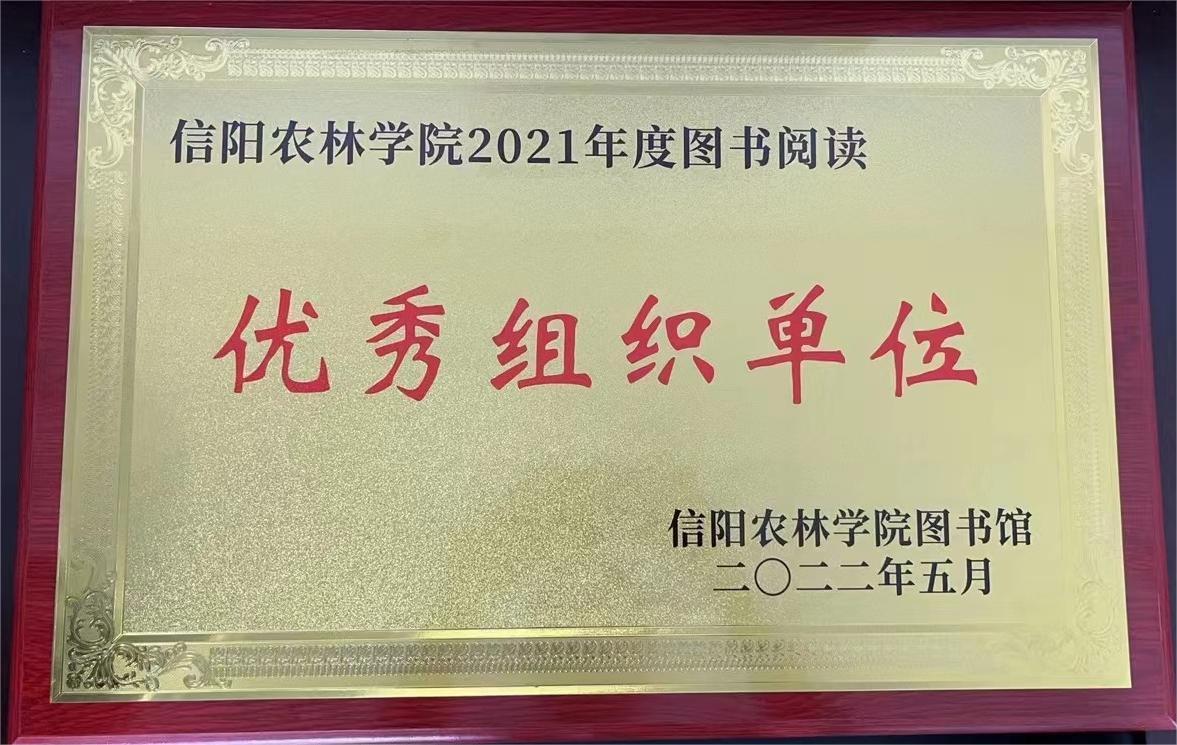 信阳农林学院2021年度图书阅读
优秀组织单位
信阳农林学院图书馆
二〇二二年五月